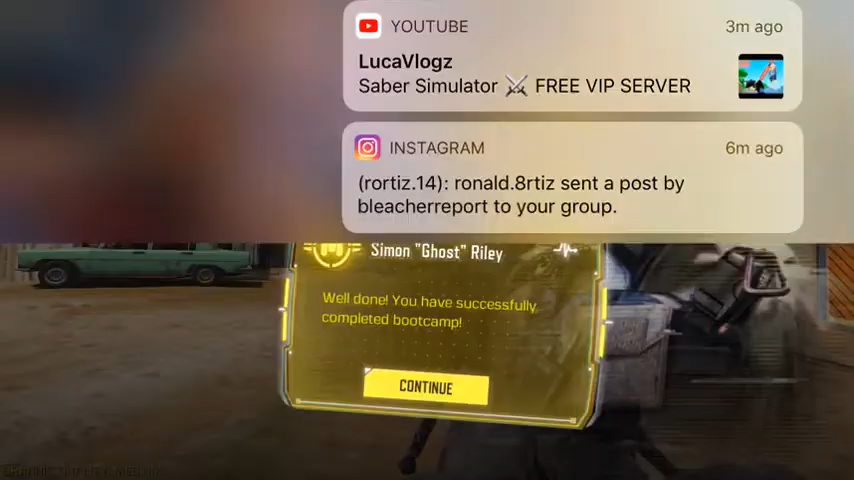 YOUTUBE 3m ago
LucaVlogz
Saber Simulator ⚔️ FREE VIP SERVER
INSTAGRAM 6m ago
(rortiz.14): ronald.8rtiz sent a post by
bleacherreport to your group.
Simon "Ghost" Riley
Well done! You have successfully
completed bootcamp!
CONTINUE